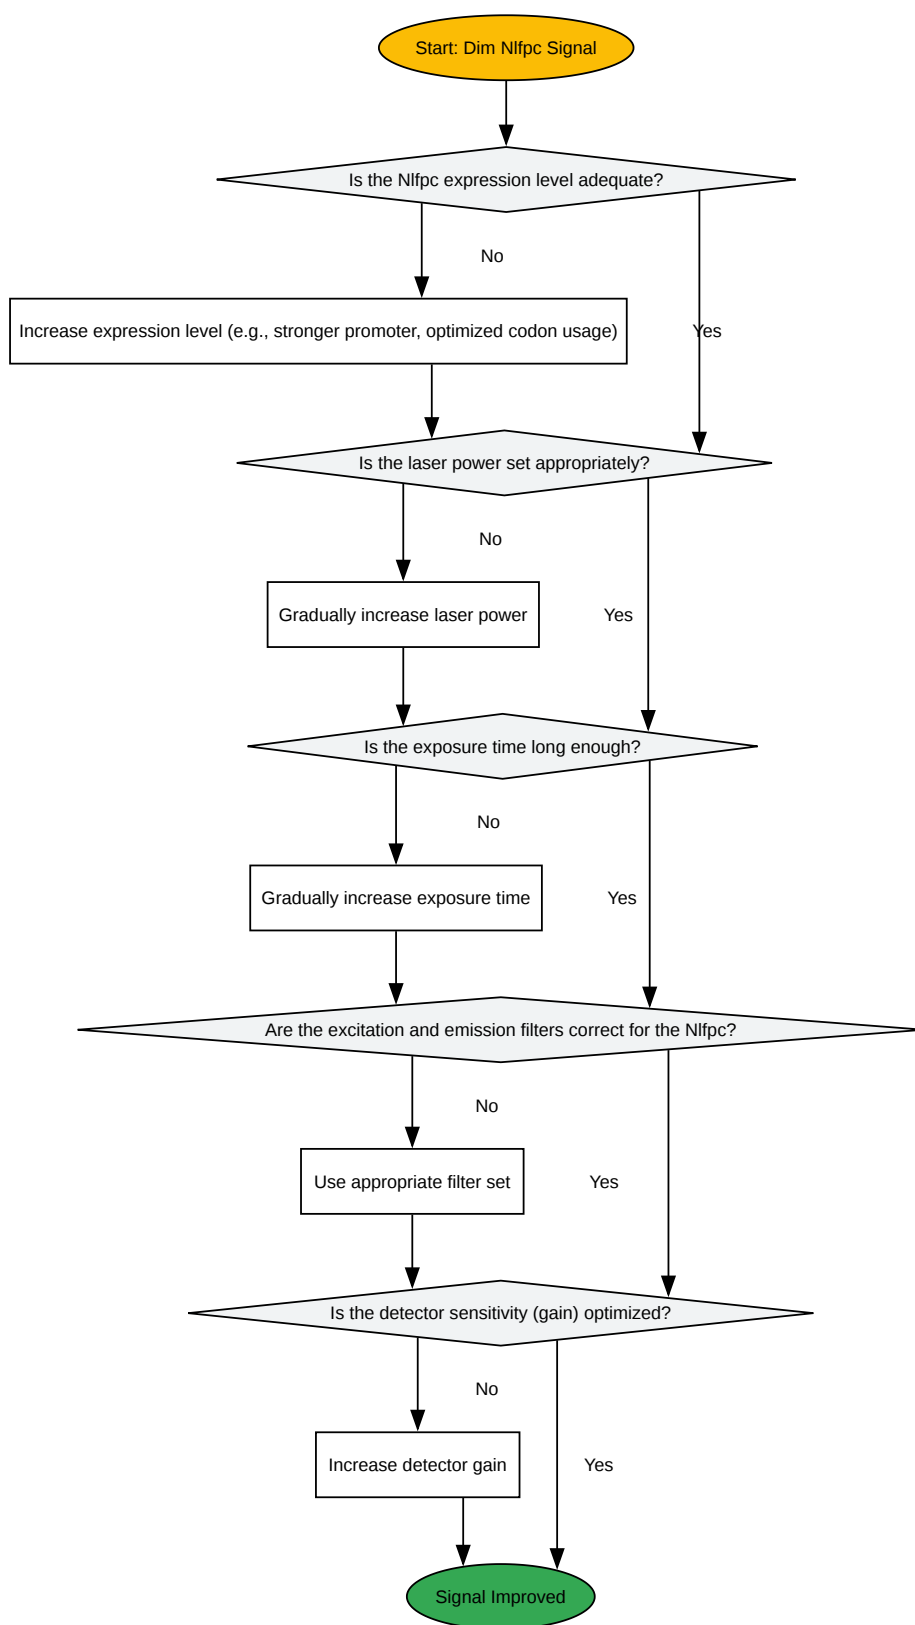 Start: Dim Nlfpc Signal
Is the Nlfpc expression level adequate?
No
Increase expression level (e.g., stronger promoter, optimized codon usage)
Yes
Is the laser power set appropriately?
No
Gradually increase laser power
Yes
Is the exposure time long enough?
No
Gradually increase exposure time
Yes
Are the excitation and emission filters correct for the Nlfpc?
No
Use appropriate filter set
Yes
Is the detector sensitivity (gain) optimized?
No
Increase detector gain
Yes
Signal Improved